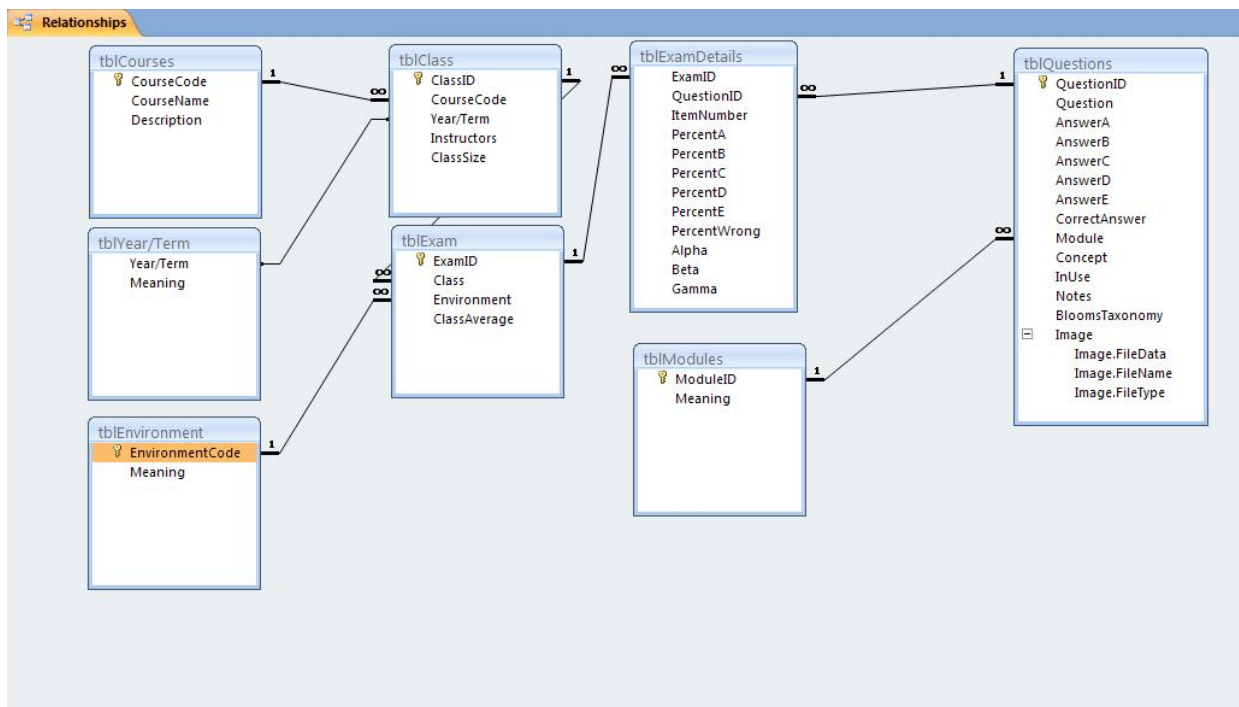 Relationships
tblCourses
CourseCode
CourseName
Description
1
∞
tblClass
ClassID
CourseCode
Year/Term
Instructors
ClassSize
1
∞
tblYear/Term
Year/Term
Meaning
tblExam
ExamID
Class
Environment
ClassAverage
∞
1
tblEnvironment
EnvironmentCode
Meaning
1
tblExamDetails
ExamID
QuestionID
ItemNumber
PercentA
PercentB
PercentC
PercentD
PercentE
PercentWrong
Alpha
Beta
Gamma
∞
∞
tblModules
ModuleID
Meaning
1
tblQuestions
QuestionID
Question
AnswerA
AnswerB
AnswerC
AnswerD
AnswerE
CorrectAnswer
Module
Concept
InUse
Notes
BloomsTaxonomy
Image
Image.FileData
Image.FileName
Image.FileType
1
∞